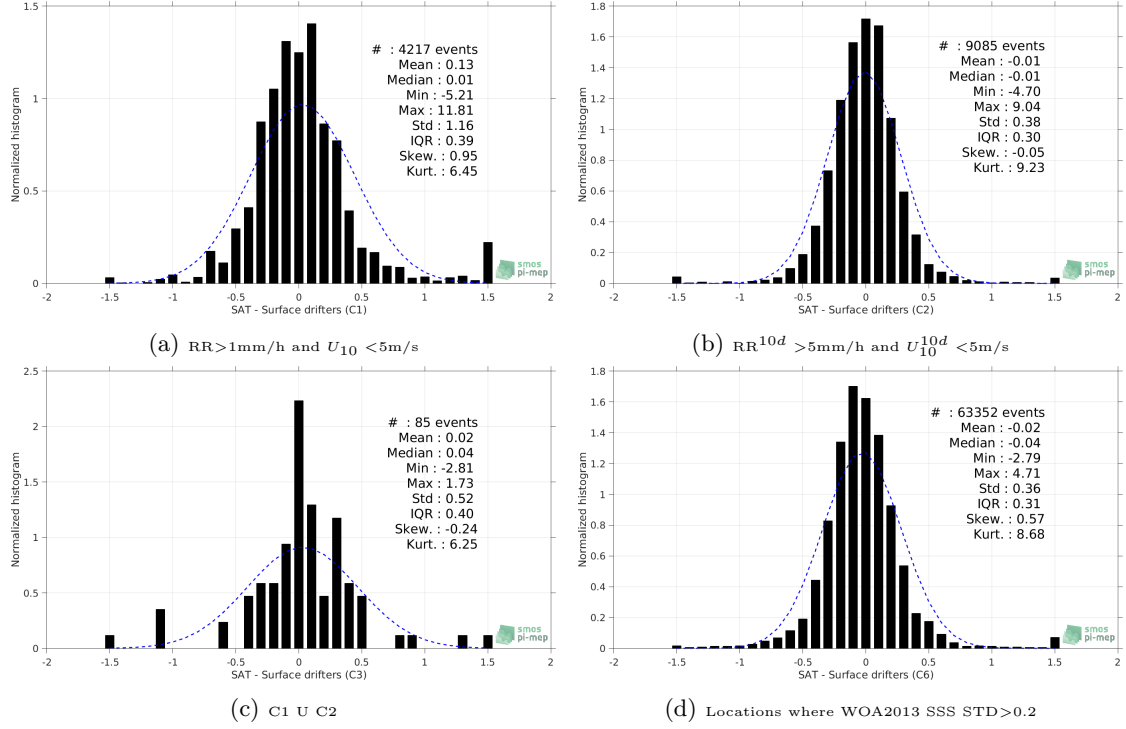 Normalized histogram
1.5
1
0.5
0
# : 4217 events
Mean : 0.13
Median : 0.01
Min : -5.21
Max : 11.81
Std : 1.16
IQR : 0.39
Skew. : 0.95
Kurt. : 6.45
smos
pi-mep
-2 -1.5 -1 -0.5 0 0.5 1 1.5 2
SAT - Surface drifters (C1)
(a) RR>1mm/h and U10 <5m/s
Normalized histogram
1.8
1.6
1.4
1.2
1
0.8
0.6
0.4
0.2
0
# : 9085 events
Mean : -0.01
Median : -0.01
Min : -4.70
Max : 9.04
Std : 0.38
IQR : 0.30
Skew. : -0.05
Kurt. : 9.23
smos
pi-mep
-2 -1.5 -1 -0.5 0 0.5 1 1.5 2
SAT - Surface drifters (C2)
(b) RR10d >5mm/h and U10d10 <5m/s
Normalized histogram
2.5
2
1.5
1
0.5
0
# : 85 events
Mean : 0.02
Median : 0.04
Min : -2.81
Max : 1.73
Std : 0.52
IQR : 0.40
Skew. : -0.24
Kurt. : 6.25
smos
pi-mep
-2 -1.5 -1 -0.5 0 0.5 1 1.5 2
SAT - Surface drifters (C3)
(c) C1 U C2
Normalized histogram
1.8
1.6
1.4
1.2
1
0.8
0.6
0.4
0.2
0
# : 63352 events
Mean : -0.02
Median : -0.04
Min : -2.79
Max : 4.71
Std : 0.36
IQR : 0.31
Skew. : 0.57
Kurt. : 8.68
smos
pi-mep
-2 -1.5 -1 -0.5 0 0.5 1 1.5 2
SAT - Surface drifters (C6)
(d) Locations where WOA2013 SSS STD>0.2